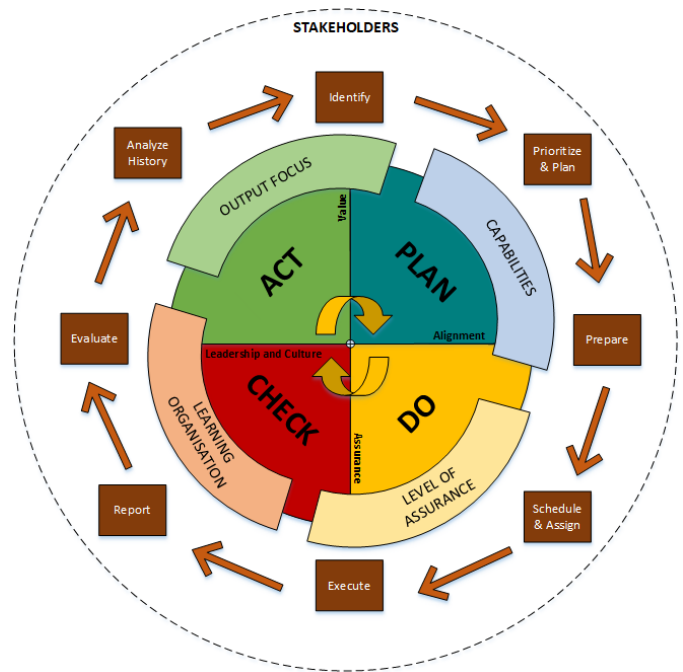 STAKEHOLDERS
Identify
Prioritize
& Plan
Prepare
Schedule
& Assign
Execute
Report
Evaluate
Analyze
History
OUTPUT FOCUS
CAPABILITIES
LEVEL OF
ASSURANCE
LEARNING
ORGANISATION
ACT
PLAN
DO
CHECK
Value
Alignment
Assurance
Leadership and Culture